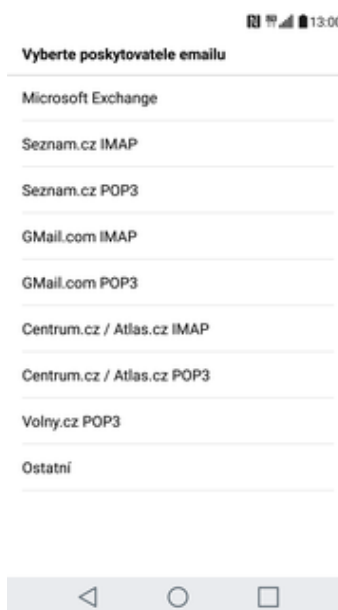 13:00
Vyberte poskytovatele emailu
Microsoft Exchange
Seznam.cz IMAP
Seznam.cz POP3
GMail.com IMAP
GMail.com POP3
Centrum.cz / Atlas.cz IMAP
Centrum.cz / Atlas.cz POP3
Volny.cz POP3
Ostatní